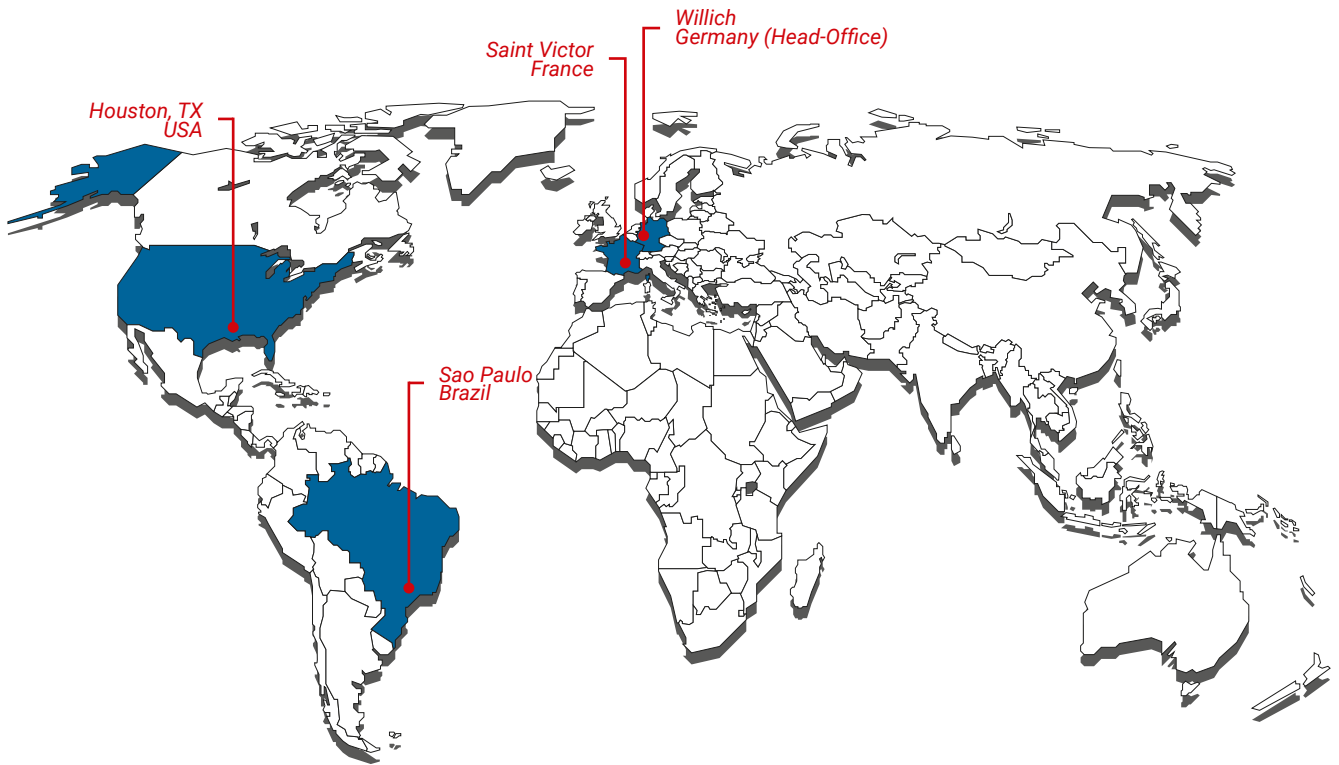 Willich
Germany (Head-Office)
Saint Victor
France
Houston, TX
USA
Sao Paulo
Brazil